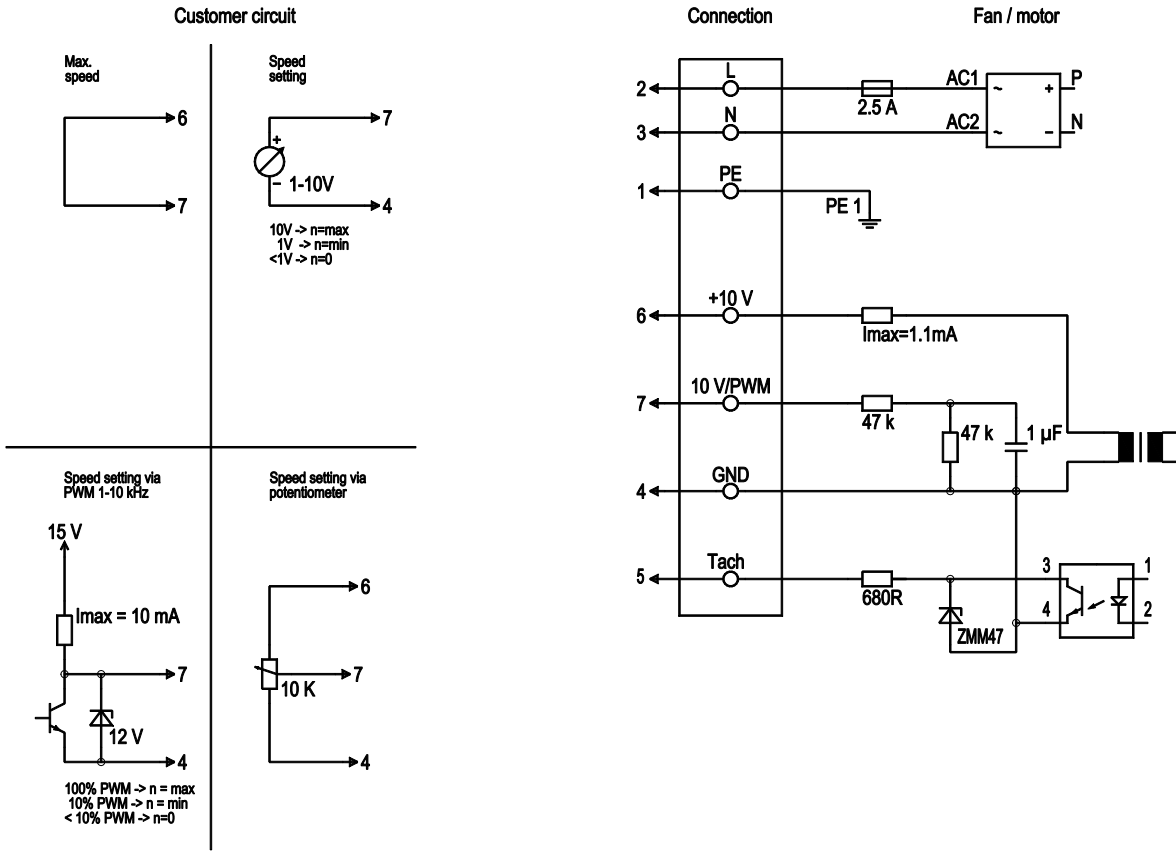 Customer circuit
Max.
speed
6
7
Speed
setting
7
+
− 1-10V
4
10V -> n=max
1V -> n=min
<1V -> n=0
Speed setting via
PWM 1-10 kHz
15 V
Imax = 10 mA
7
12 V
4
100% PWM -> n = max
10% PWM -> n = min
< 10% PWM -> n=0
Speed setting via
potentiometer
6
7
10 K
4
Connection
Fan / motor
2
L
2.5 A
AC1
~
+
P
3
N
AC2
~
−
N
1
PE
PE 1
6
+10 V
Imax=1.1mA
7
10 V/PWM
47 k
47 k
1 µF
4
GND
5
Tach
680R
ZMM47
3
1
4
2